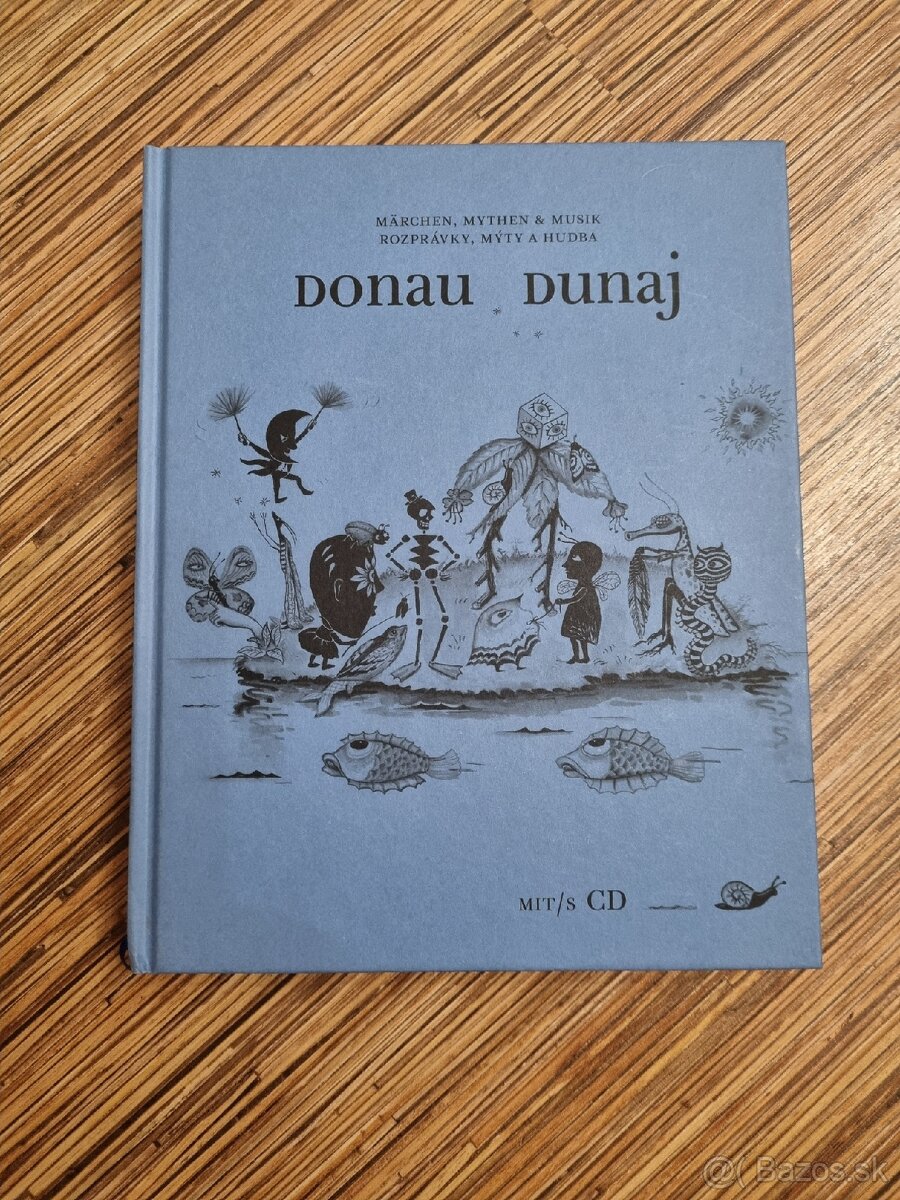 MÄRCHEN, MYTHEN & MUSIK
ROZPRÁVKY, MÝTY A HUDBA
DONAU DUNAJ
MIT/S CD
@( Bazos.sk